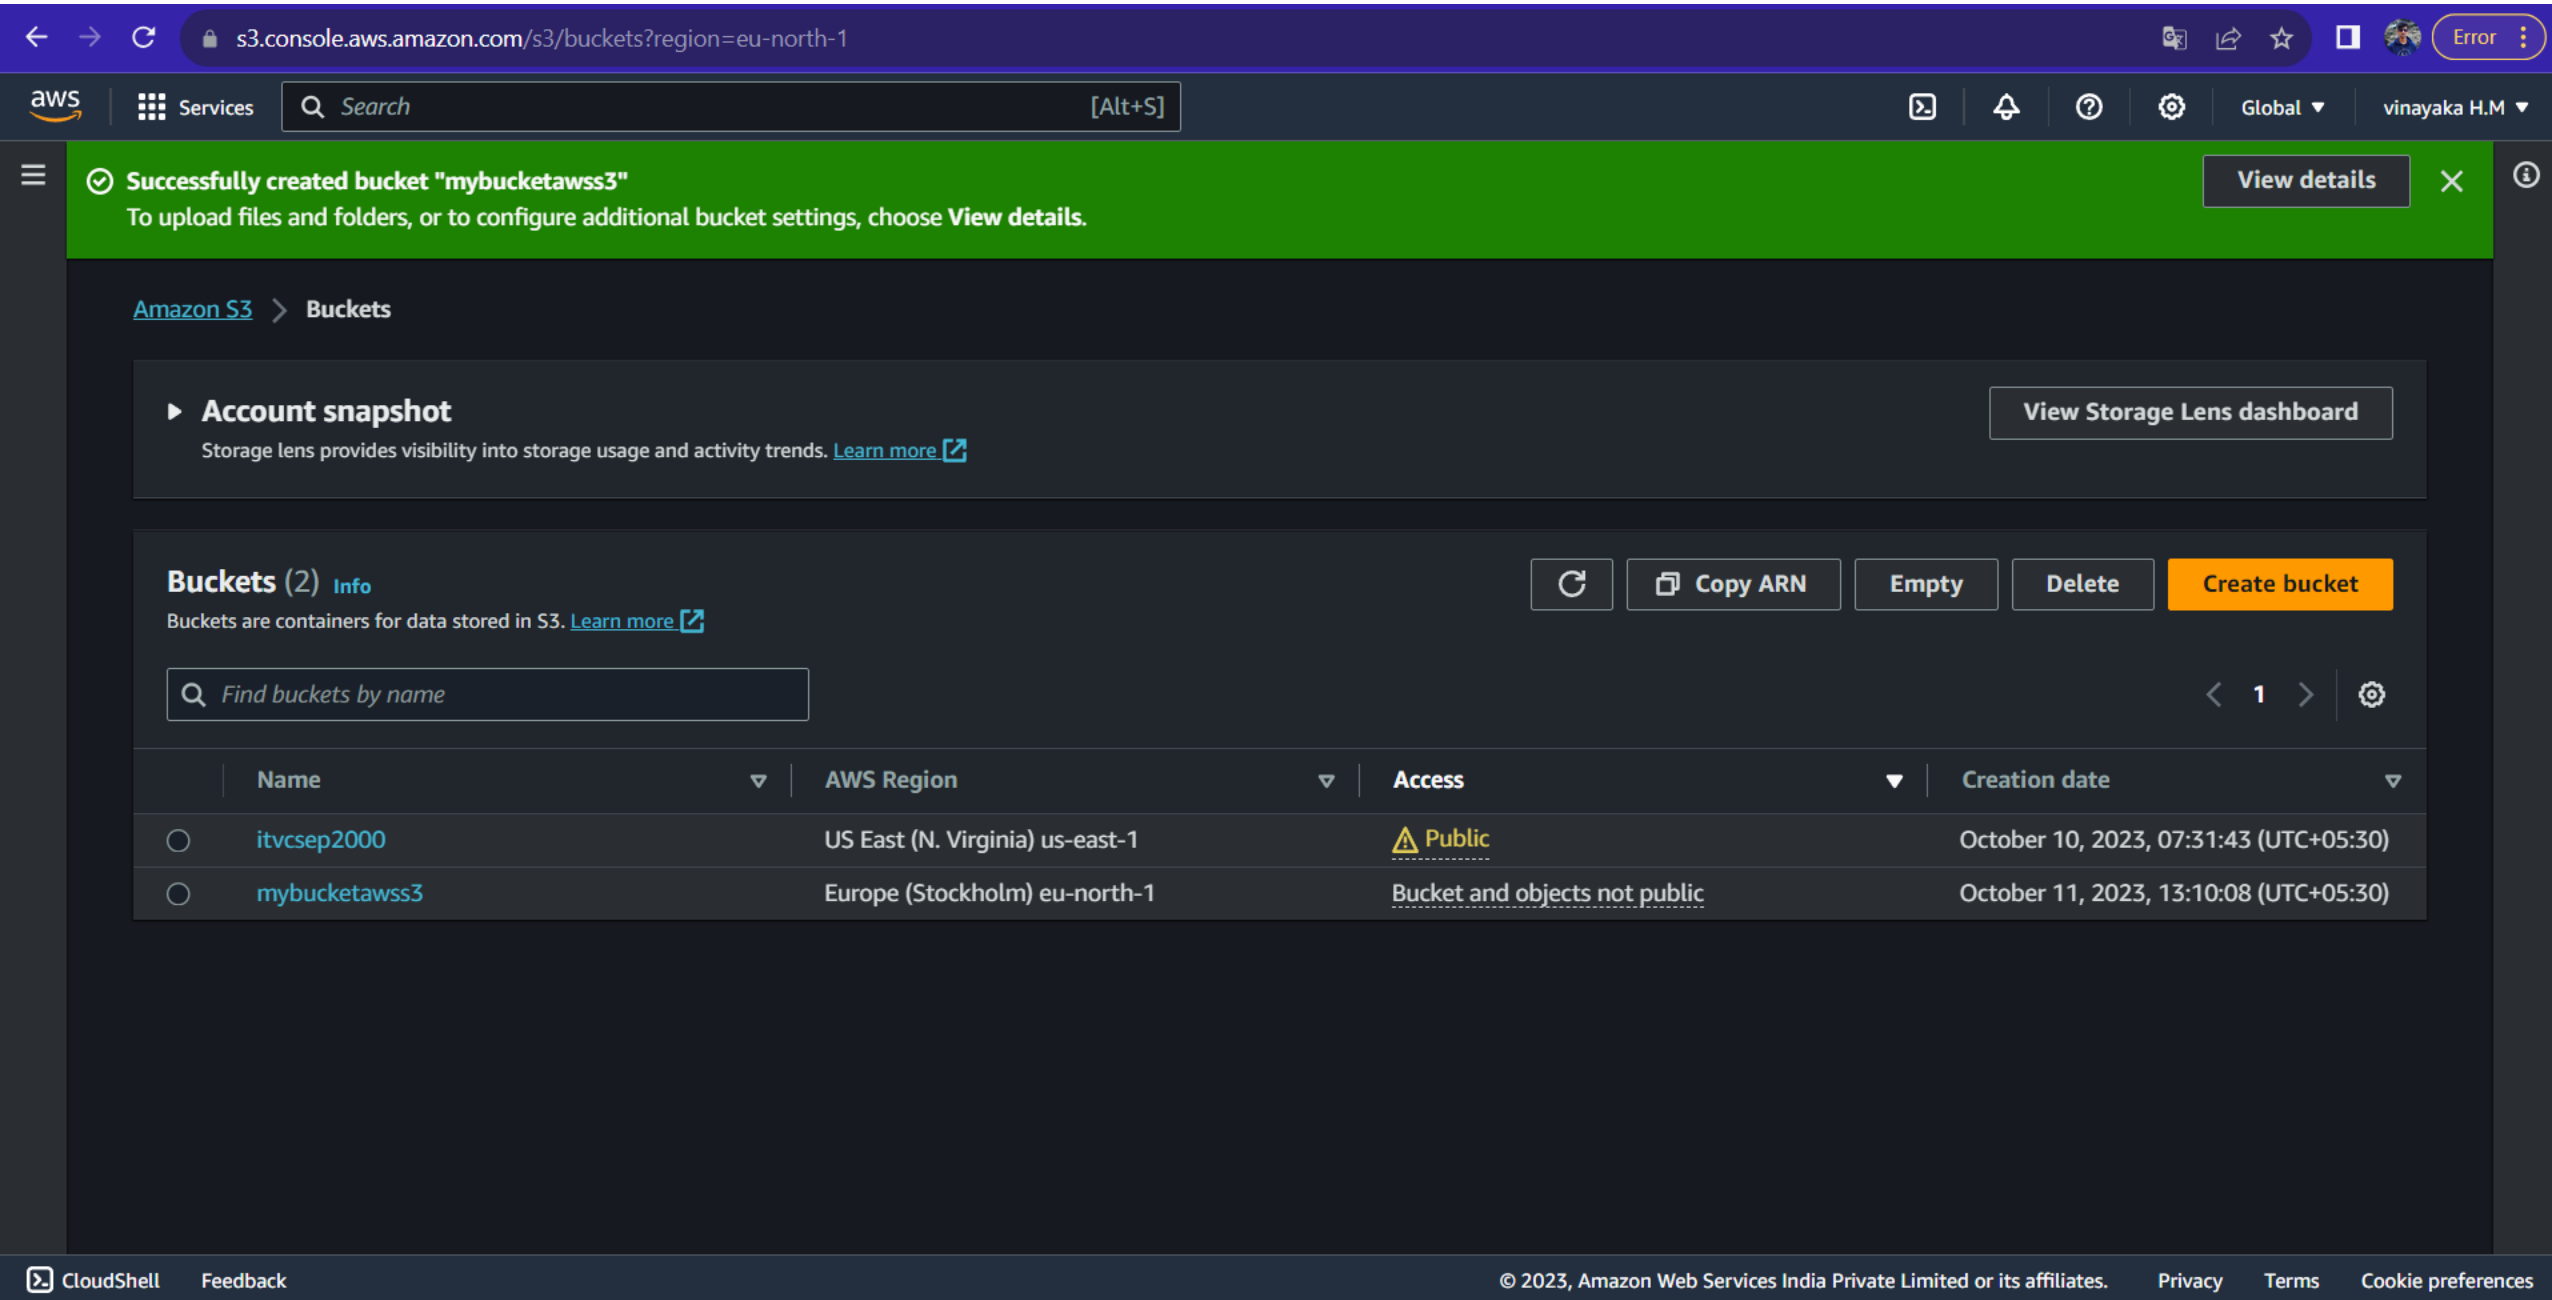 s3.console.aws.amazon.com/s3/buckets?region=eu-north-1 Error
aws Services Search [Alt+S] Global vinayaka H.M
Successfully created bucket "mybucketawss3" View details
To upload files and folders, or to configure additional bucket settings, choose View details.
Amazon S3 Buckets
Account snapshot View Storage Lens dashboard
Storage lens provides visibility into storage usage and activity trends. Learn more
Buckets (2) Info Copy ARN Empty Delete Create bucket
Buckets are containers for data stored in S3. Learn more
Find buckets by name 1
Name AWS Region Access Creation date
itvcsep2000 US East (N. Virginia) us-east-1 Public October 10, 2023, 07:31:43 (UTC+05:30)
mybucketawss3 Europe (Stockholm) eu-north-1 Bucket and objects not public October 11, 2023, 13:10:08 (UTC+05:30)
CloudShell Feedback © 2023, Amazon Web Services India Private Limited or its affiliates. Privacy Terms Cookie preferences